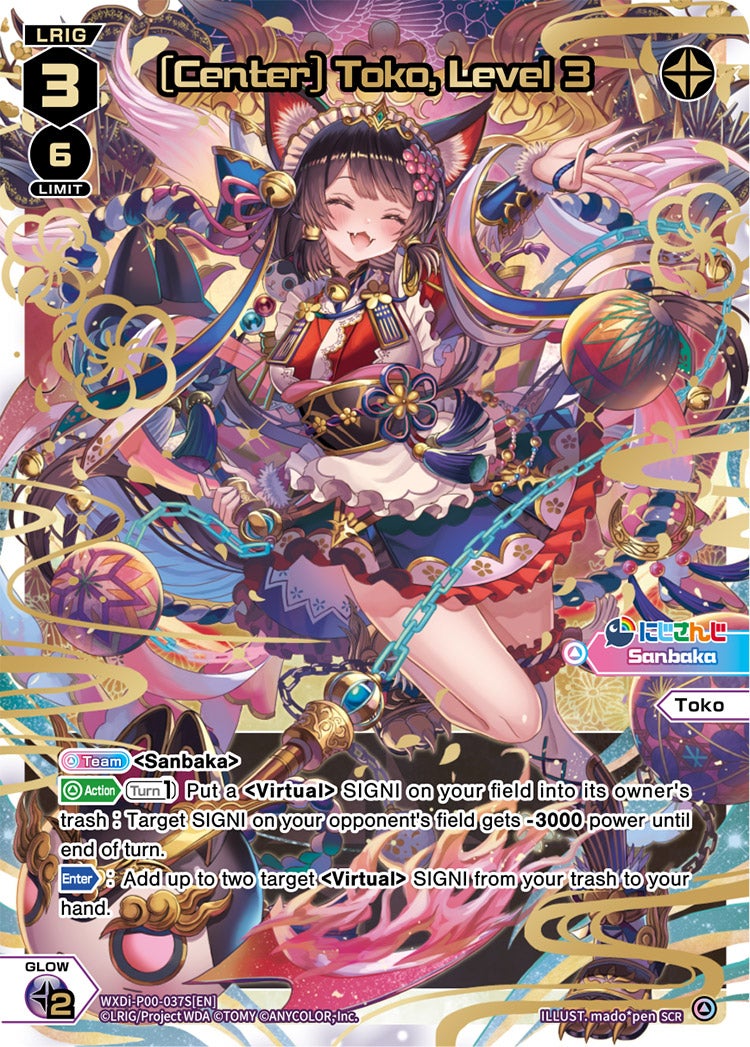 LRIG
3
6
LIMIT
[Center] Toko, Level 3
にじさんじ
Sanbaka
Toko
Team <Sanbaka>
Action Turn 1 Put a <Virtual> SIGNI on your field into its owner's
trash : Target SIGNI on your opponent's field gets -3000 power until
end of turn.
Enter : Add up to two target <Virtual> SIGNI from your trash to your
hand.
GLOW
2
WXDi-P00-037S[EN]
©LRIG/Project WDA ©TOMY ©ANYCOLOR, Inc.
ILLUST. mado*pen SCR